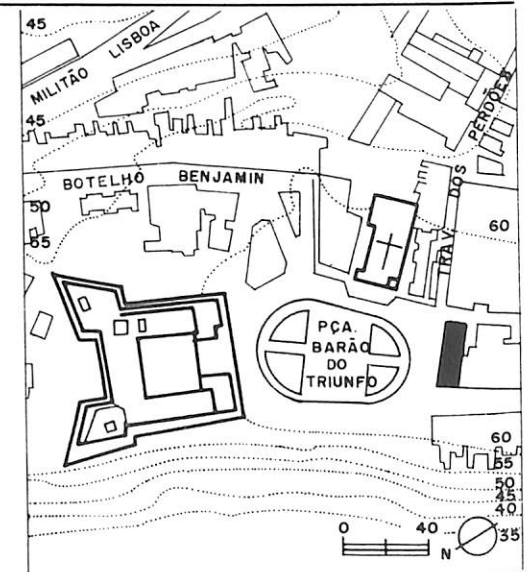 45
MILITÃO LISBOA
45
TRAV DOS PERDÕES
BOTELHO BENJAMIN
50
55
60
PÇA.
BARÃO
DO
TRIUNFO
60
55
50
45
40
35
0 40
N